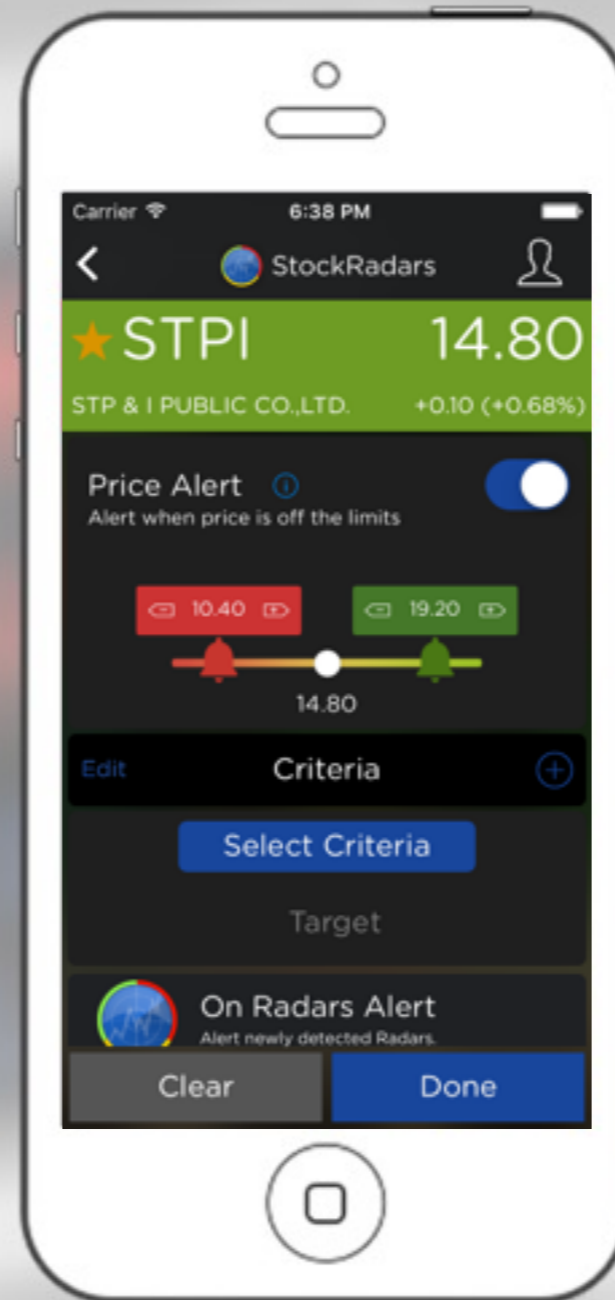 Carrier 6:38 PM
StockRadars
STPI 14.80
STP & I PUBLIC CO.,LTD. +0.10 (+0.68%)
Price Alert
Alert when price is off the limits
10.40 19.20
14.80
Edit Criteria
Select Criteria
Target
On Radars Alert
Alert newly detected Radars.
Clear Done